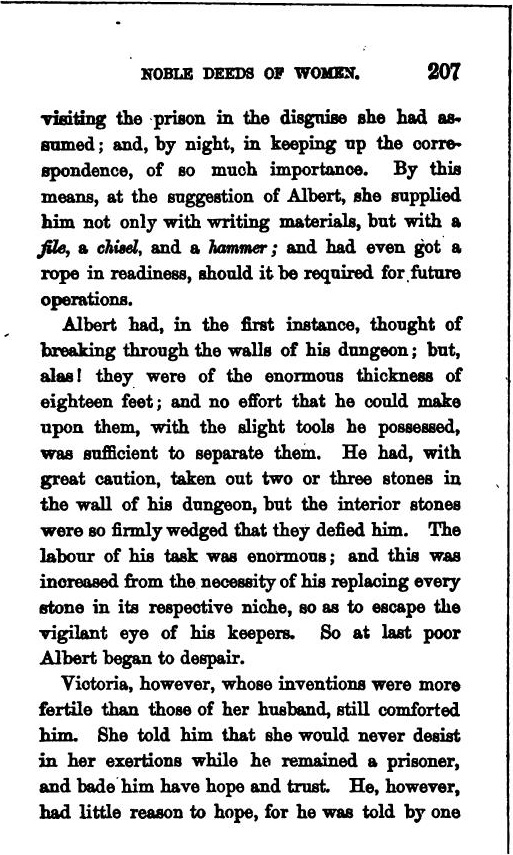 NOBLE DEEDS OF WOMEN. 207
visiting the prison in the disguise she had as-
sumed; and, by night, in keeping up the corre-
spondence, of so much importance. By this
means, at the suggestion of Albert, she supplied
him not only with writing materials, but with a
file, a chisel, and a hammer; and had even got a
rope in readiness, should it be required for future
operations.
Albert had, in the first instance, thought of
breaking through the walls of his dungeon; but,
alas! they were of the enormous thickness of
eighteen feet; and no effort that he could make
upon them, with the slight tools he possessed,
was sufficient to separate them. He had, with
great caution, taken out two or three stones in
the wall of his dungeon, but the interior stones
were so firmly wedged that they defied him. The
labour of his task was enormous; and this was
increased from the necessity of his replacing every
stone in its respective niche, so as to escape the
vigilant eye of his keepers. So at last poor
Albert began to despair.
Victoria, however, whose inventions were more
fertile than those of her husband, still comforted
him. She told him that she would never desist
in her exertions while he remained a prisoner,
and bade him have hope and trust. He, however,
had little reason to hope, for he was told by one